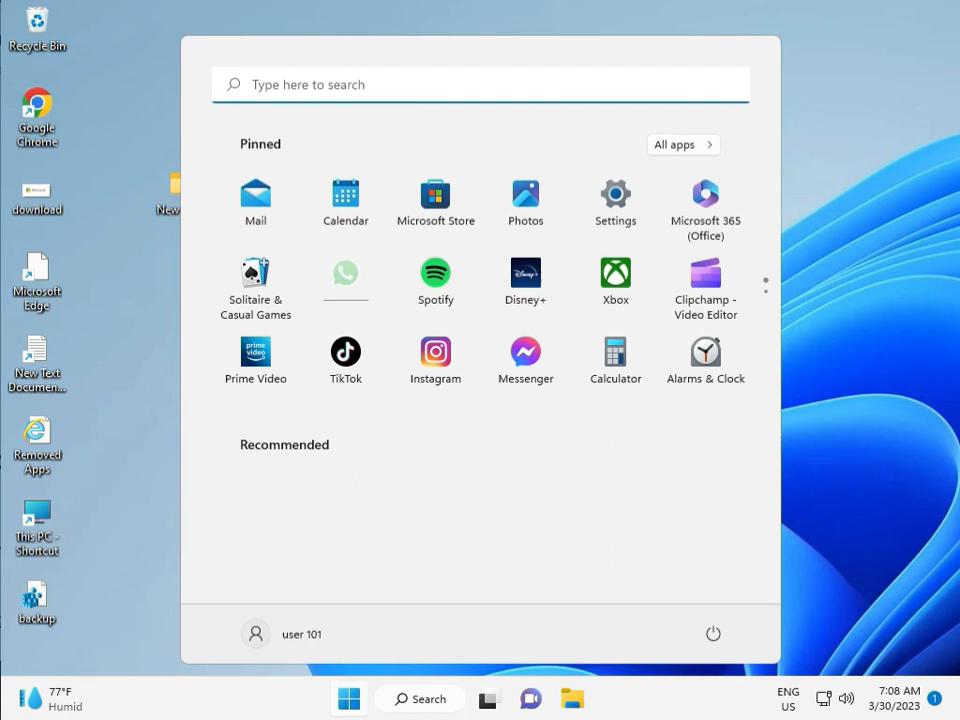 Recycle Bin
Google
Chrome
download
New
Microsoft
Edge
New Text
Documen...
Removed
Apps
This PC -
Shortcut
backup
Type here to search
Pinned
All apps
Mail
Calendar
Microsoft Store
Photos
Settings
Microsoft 365
(Office)
Solitaire &
Casual Games
Spotify
Disney+
Disney+
Xbox
Clipchamp -
Video Editor
prime
video
Prime Video
TikTok
Instagram
Messenger
Calculator
Alarms & Clock
Recommended
user 101
77°F
Humid
Search
ENG
US
7:08 AM
3/30/2023
1